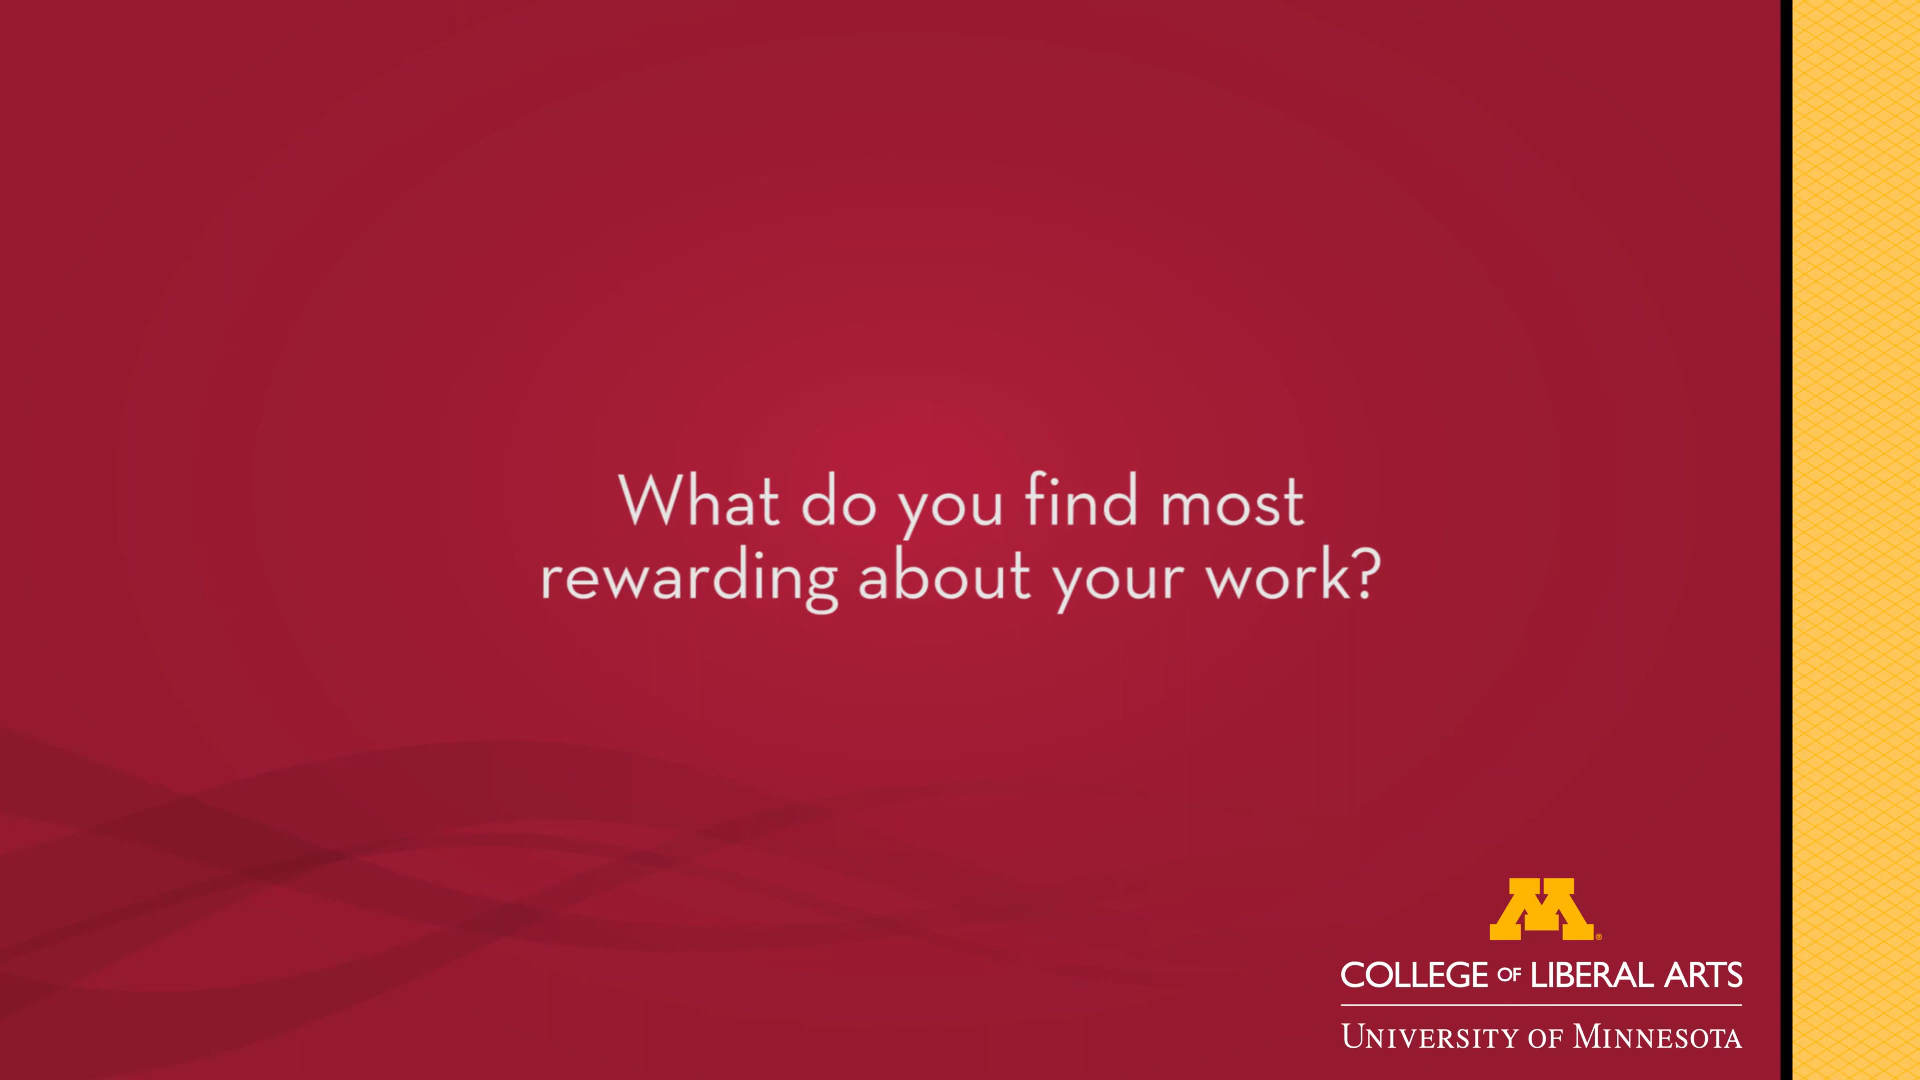 What do you find most
rewarding about your work?
M
COLLEGE OF LIBERAL ARTS
UNIVERSITY OF MINNESOTA